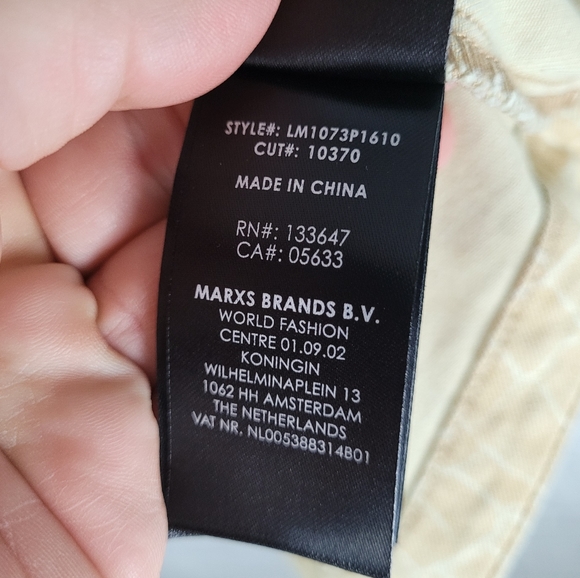 STYLE#: LM1073P1610
CUT#: 10370
MADE IN CHINA
RN#: 133647
CA#: 05633
MARXS BRANDS B.V.
WORLD FASHION
CENTRE 01.09.02
KONINGIN
WILHELMINAPLEIN 13
1062 HH AMSTERDAM
THE NETHERLANDS
VAT NR. NL005388314B01